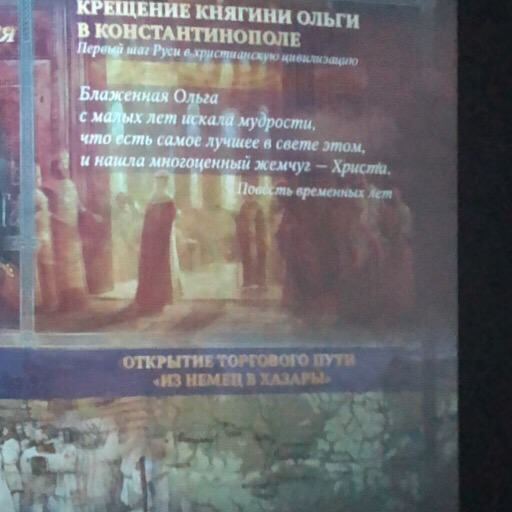 КРЕЩЕНИЕ КНЯГИНИ ОЛЬГИ
В КОНСТАНТИНОПОЛЕ
Первый шаг Руси в христианскую цивилизацию
Блаженная Ольга
с малых лет искала мудрости,
что есть самое лучшее в свете этом,
и нашла многоценный жемчуг — Христа.
Повесть временных лет
ОТКРЫТИЕ ТОРГОВОГО ПУТИ
«ИЗ НЕМЕЦ В ХАЗАРЫ»